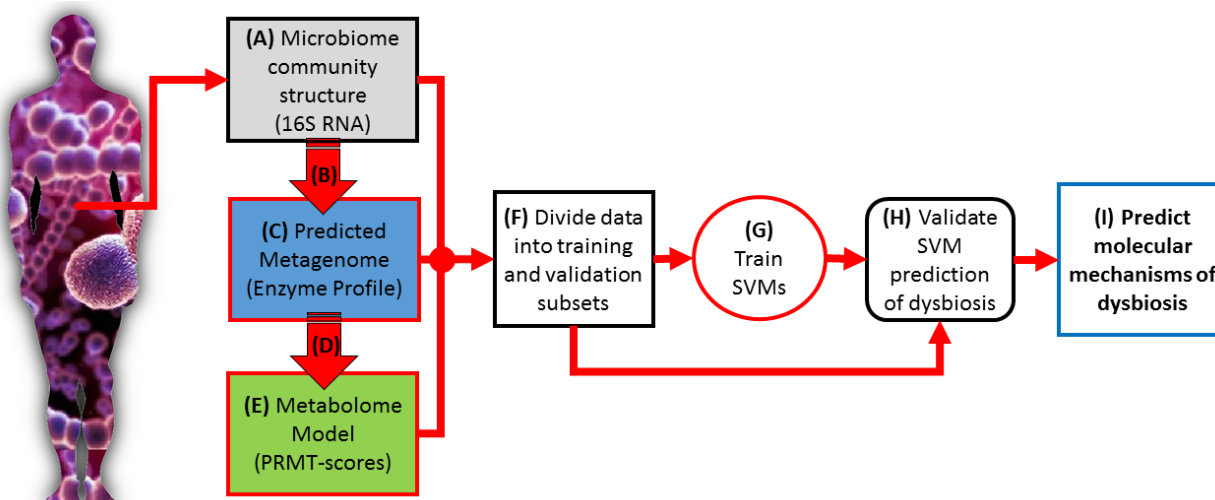 (A) Microbiome
community
structure
(16S RNA)
(B)
(C) Predicted
Metagenome
(Enzyme Profile)
(D)
(E) Metabolome
Model
(PRMT-scores)
(F) Divide data
into training
and validation
subsets
(G)
Train
SVMs
(H) Validate
SVM
prediction
of dysbiosis
(I) Predict
molecular
mechanisms of
dysbiosis